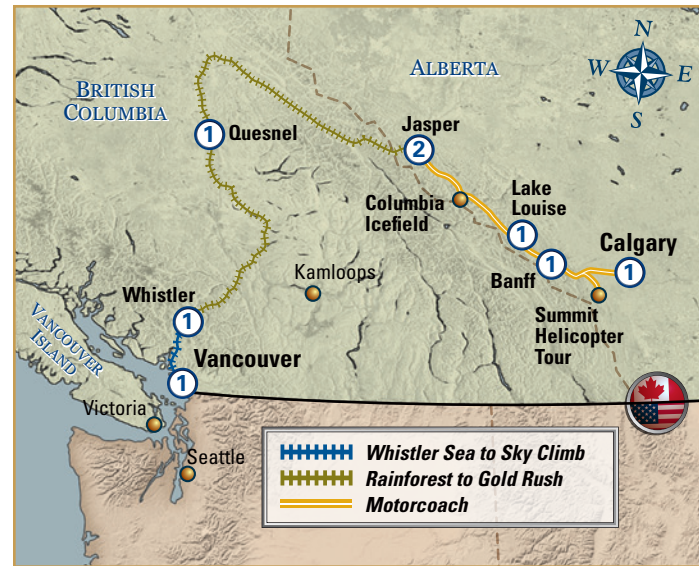 N
W
E
S
BRITISH
COLUMBIA
ALBERTA
1
Quesnel
Jasper
2
Columbia
Icefield
Lake
Louise
1
Banff
1
Calgary
1
Summit
Helicopter
Tour
Kamloops
Whistler
1
Vancouver
1
VANCOUVER
ISLAND
Victoria
Seattle
Whistler Sea to Sky Climb
Rainforest to Gold Rush
Motorcoach